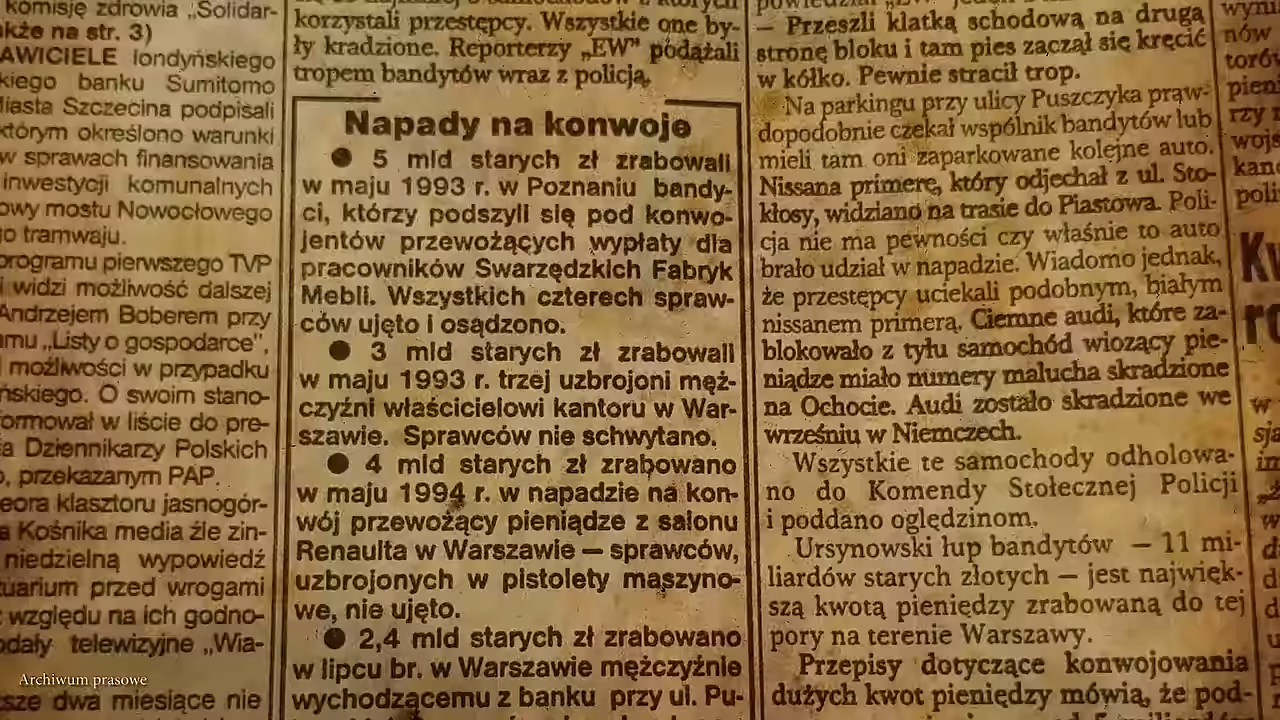 komisję zdrowia „Solidar-
także na str. 3)
londyńskiego
banku Sumitomo
miasta Szczecina podpisali
którym określono warunki
w sprawach finansowania
inwestycji komunalnych
mostu Nowocłowego
tramwaju.
programu pierwszego TVP
widzi możliwość dalszej
Andrzejem Boberem przy
„Listy o gospodarce",
możliwości w przypadku
O swoim stano-
w liście do pre-
Dziennikarzy Polskich
przekazanym PAP.
klasztoru jasnogór-
Kośnika media źle zin-
niedzielną wypowiedź
przed wrogami
względu na ich godno-
telewizyjne „Wia-
dwa miesiące nie
korzystali przestępcy. Wszystkie one by-
ły kradzione. Reporterzy „EW" podążali
tropem bandytów wraz z policją.
Napady na konwoje
● 5 mld starych zł zrabowali
w maju 1993 r. w Poznaniu bandy-
ci, którzy podszyli się pod konwo-
jentów przewożących wypłaty dla
pracowników Swarzędzkich Fabryk
Mebli. Wszystkich czterech spraw-
ców ujęto i osądzono.
● 3 mld starych zł zrabowali
w maju 1993 r. trzej uzbrojoni męż-
czyźni właścicielowi kantoru w War-
szawie. Sprawców nie schwytano.
● 4 mld starych zł zrabowano
w maju 1994 r. w napadzie na kon-
wój przewożący pieniądze z salonu
Renaulta w Warszawie — sprawców,
uzbrojonych w pistolety maszyno-
we, nie ujęto.
● 2,4 mld starych zł zrabowano
w lipcu br. w Warszawie mężczyźnie
wychodzącemu z banku przy ul. Pu-
— Przeszli klatką schodową na drugą
stronę bloku i tam pies zaczął się kręcić
w kółko. Pewnie stracił trop.
Na parkingu przy ulicy Puszczyka praw-
dopodobnie czekał wspólnik bandytów lub
mieli tam oni zaparkowane kolejne auto.
Nissana primerę, który odjechał z ul. Sto-
kłosy, widziano na trasie do Piastowa. Poli-
cja nie ma pewności czy właśnie to auto
brało udział w napadzie. Wiadomo jednak,
że przestępcy uciekali podobnym, białym
nissanem primerą. Ciemne audi, które za-
blokowało z tyłu samochód wiozący pie-
niądze miało numery malucha skradzione
na Ochocie. Audi zostało skradzione we
wrześniu w Niemczech.
Wszystkie te samochody odholowa-
no do Komendy Stołecznej Policji
i poddano oględzinom.
Ursynowski łup bandytów — 11 mi-
liardów starych złotych — jest najwięk-
szą kwotą pieniędzy zrabowaną do tej
pory na terenie Warszawy.
Przepisy dotyczące konwojowania
dużych kwot pieniędzy mówią, że pod-
Archiwum prasowe